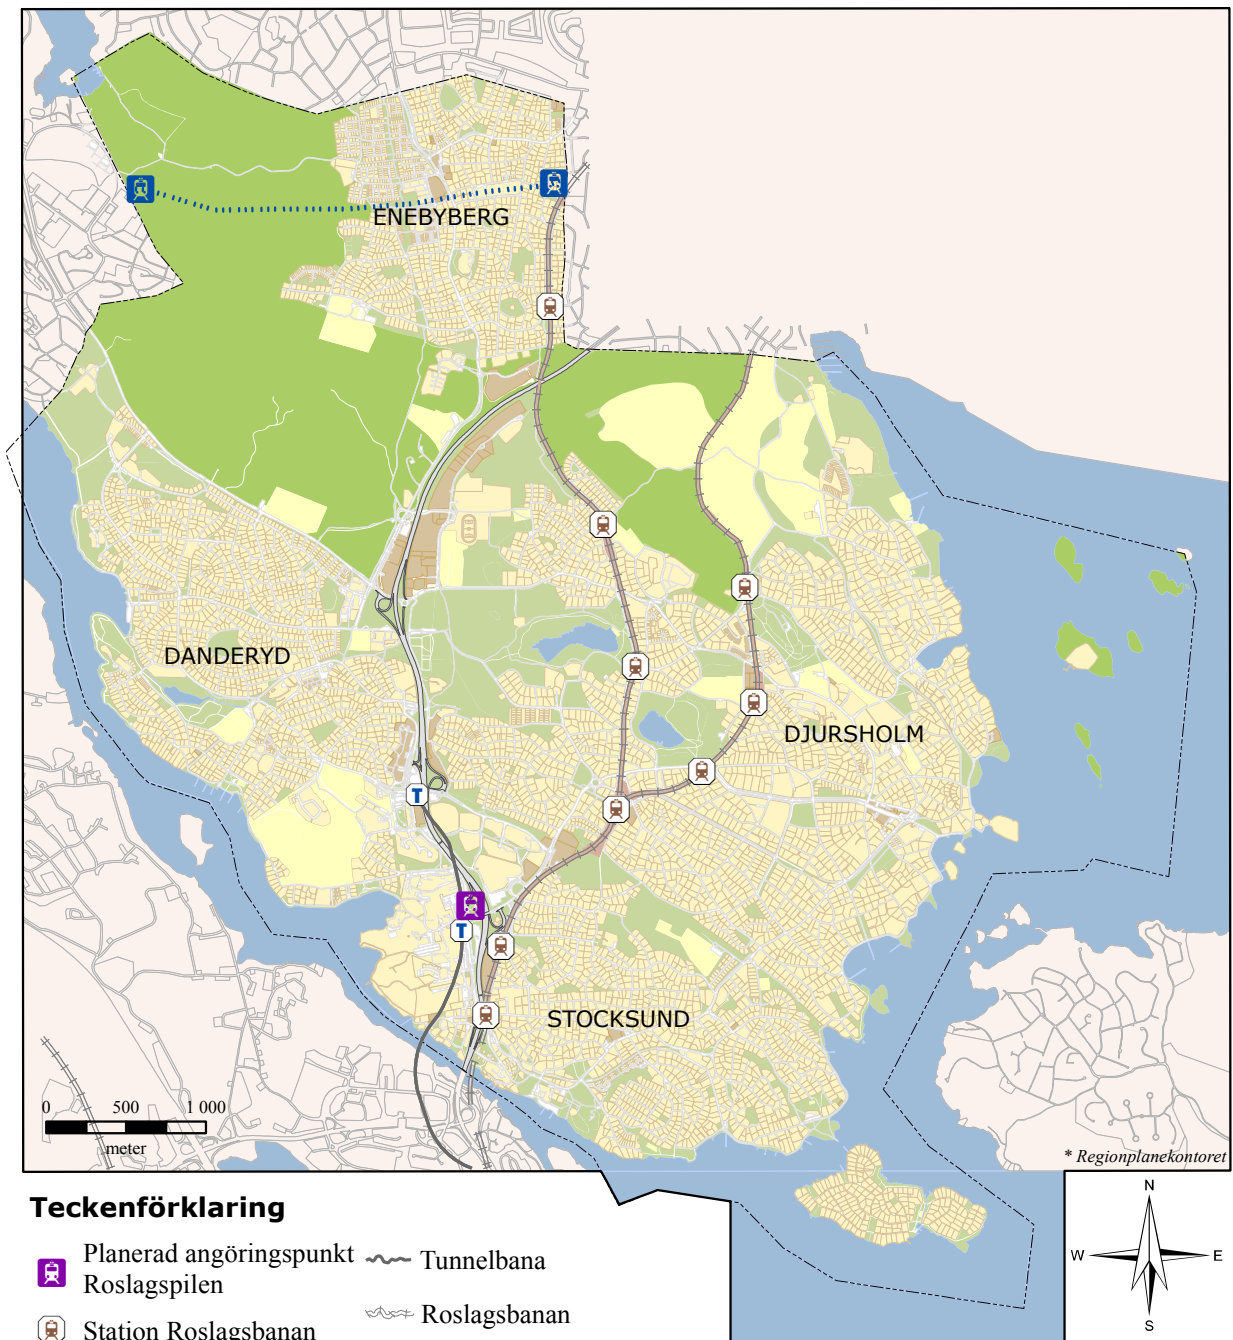 ENEBYBERG
DANDERYD
DJURSHOLM
T
T
STOCKSUND
0 500 1 000
meter
* Regionplanekontoret
Teckenförklaring
Planerad angöringspunkt
Roslagspilen
Tunnelbana
Station Roslagsbanan
Roslagsbanan
N
W E
S